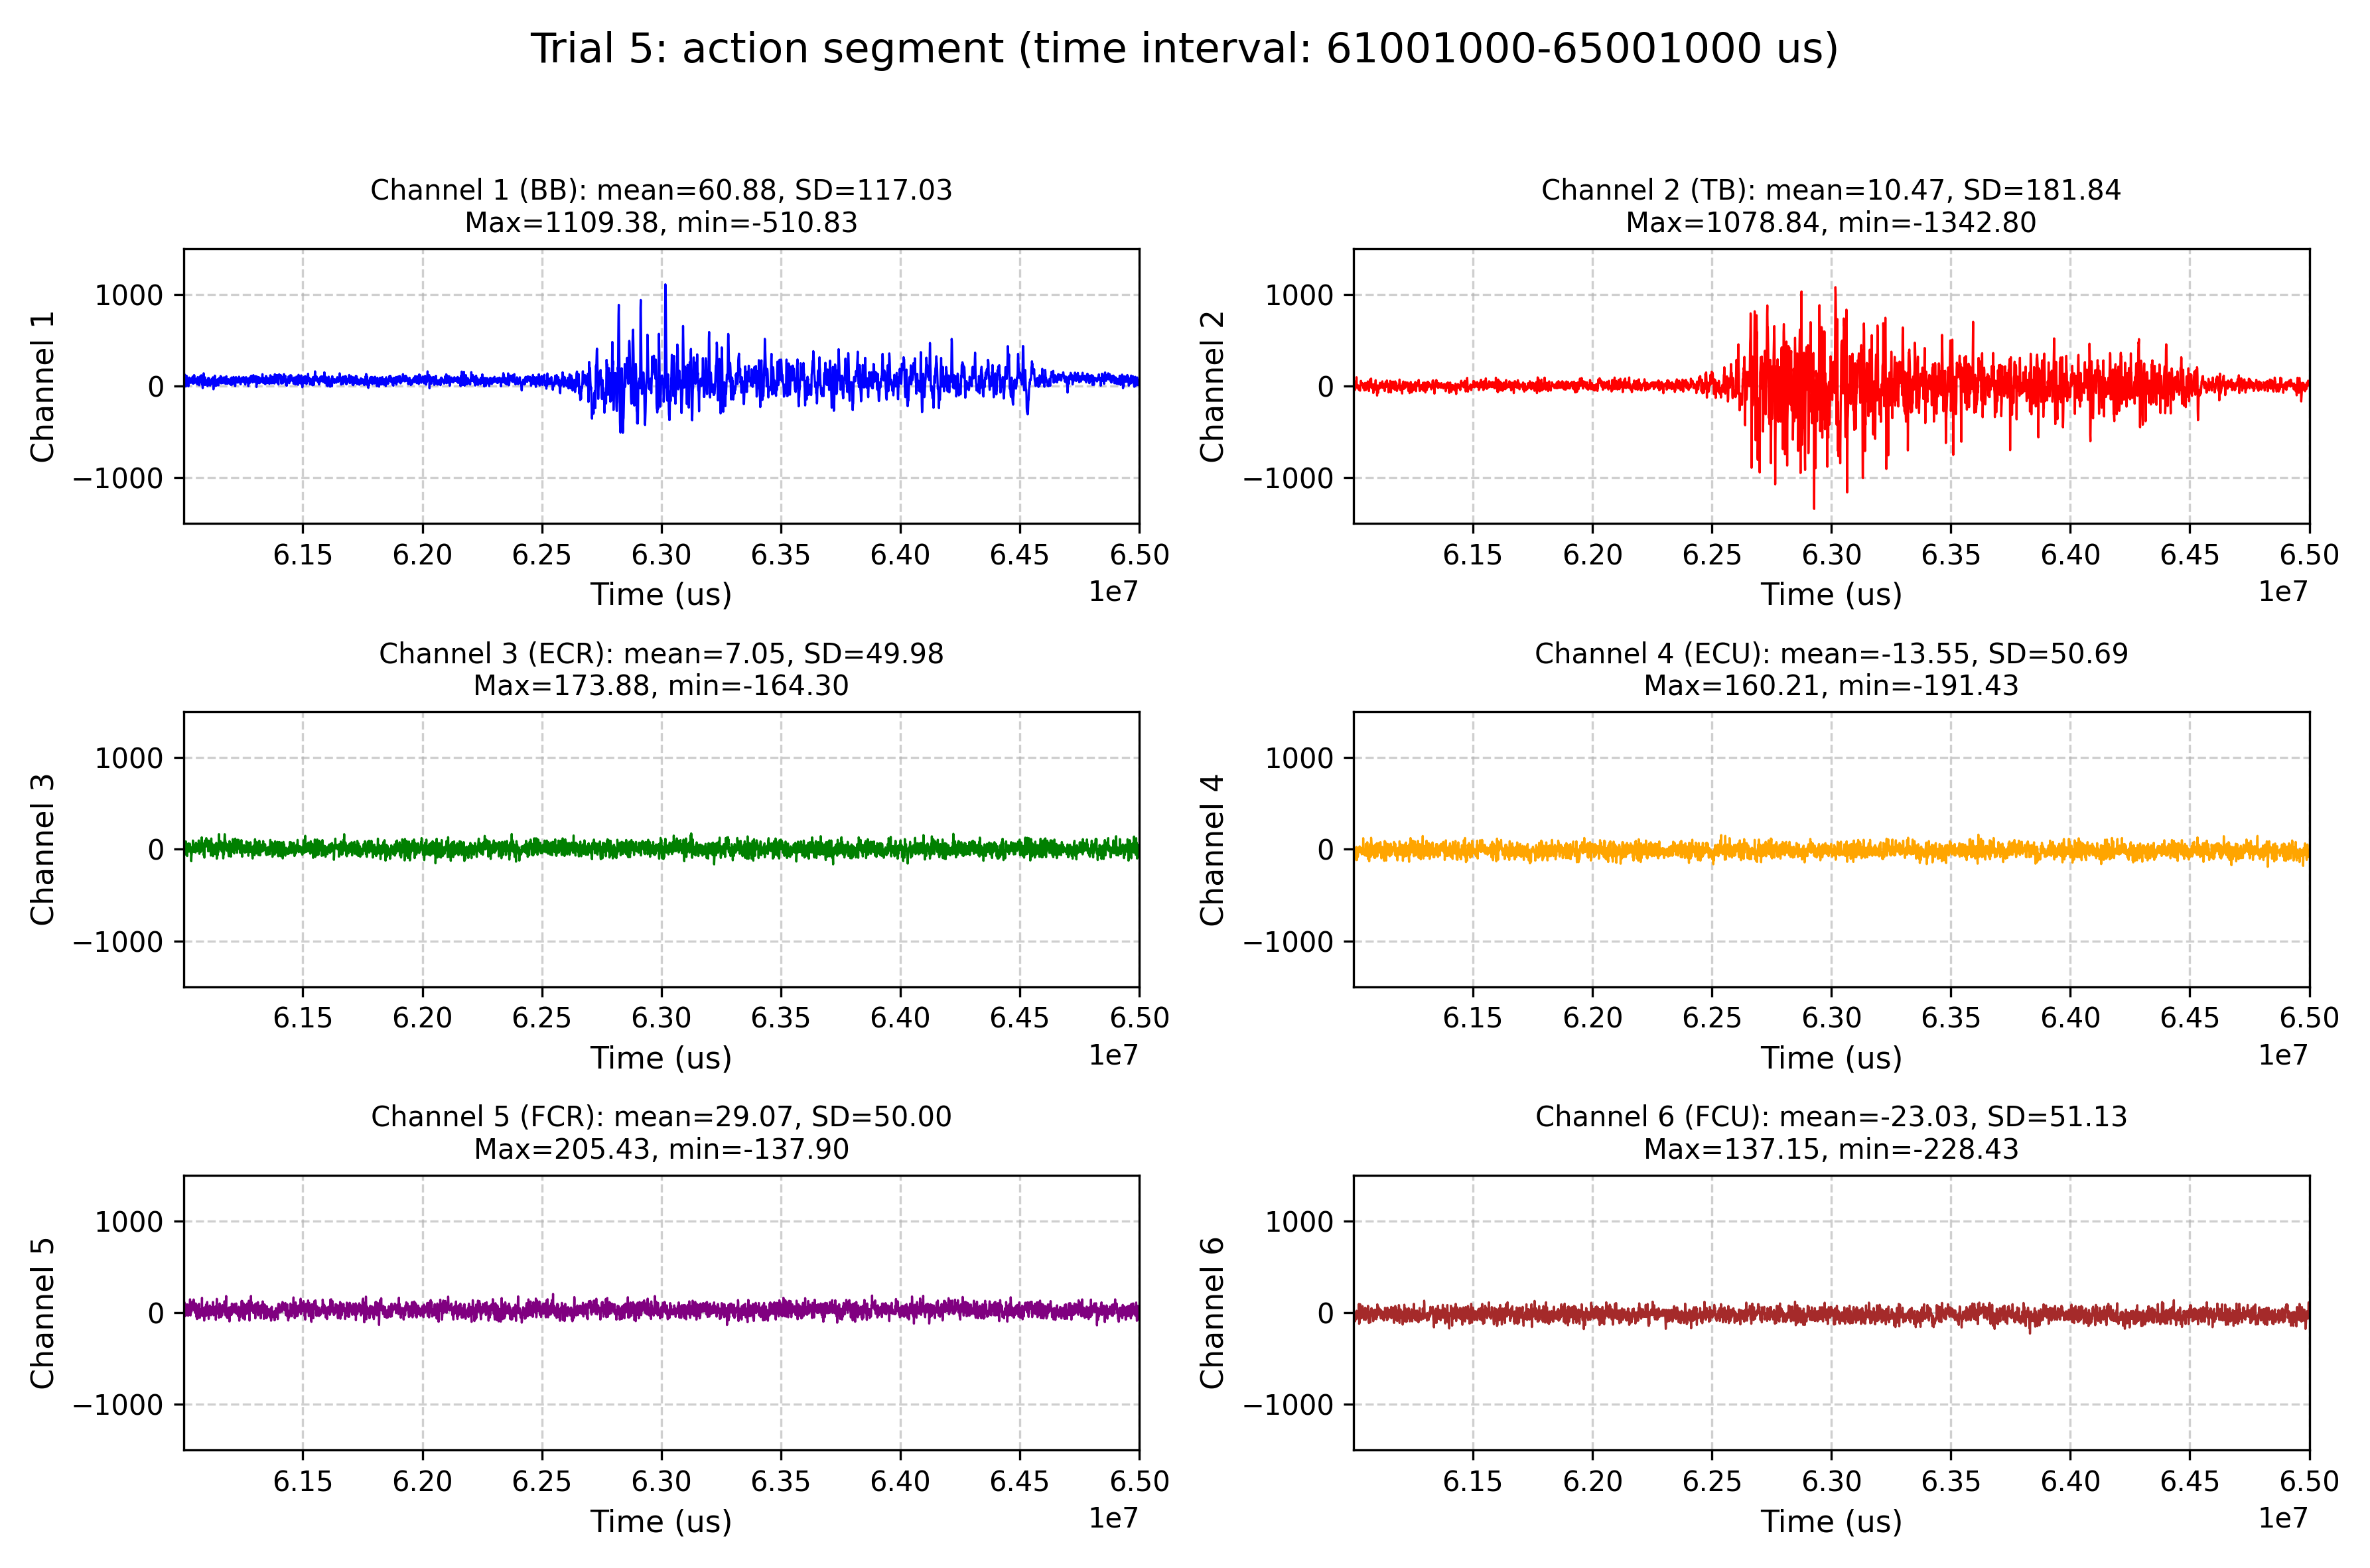 Trial 5: action segment (time interval: 61001000-65001000 us)
Channel 1 (BB): mean=60.88, SD=117.03
Max=1109.38, min=-510.83
Channel 1
1000
0
−1000
6.15 6.20 6.25 6.30 6.35 6.40 6.45 6.50
Time (us)
1e7
Channel 2 (TB): mean=10.47, SD=181.84
Max=1078.84, min=-1342.80
Channel 2
1000
0
−1000
6.15 6.20 6.25 6.30 6.35 6.40 6.45 6.50
Time (us)
1e7
Channel 3 (ECR): mean=7.05, SD=49.98
Max=173.88, min=-164.30
Channel 3
1000
0
−1000
6.15 6.20 6.25 6.30 6.35 6.40 6.45 6.50
Time (us)
1e7
Channel 4 (ECU): mean=-13.55, SD=50.69
Max=160.21, min=-191.43
Channel 4
1000
0
−1000
6.15 6.20 6.25 6.30 6.35 6.40 6.45 6.50
Time (us)
1e7
Channel 5 (FCR): mean=29.07, SD=50.00
Max=205.43, min=-137.90
Channel 5
1000
0
−1000
6.15 6.20 6.25 6.30 6.35 6.40 6.45 6.50
Time (us)
1e7
Channel 6 (FCU): mean=-23.03, SD=51.13
Max=137.15, min=-228.43
Channel 6
1000
0
−1000
6.15 6.20 6.25 6.30 6.35 6.40 6.45 6.50
Time (us)
1e7